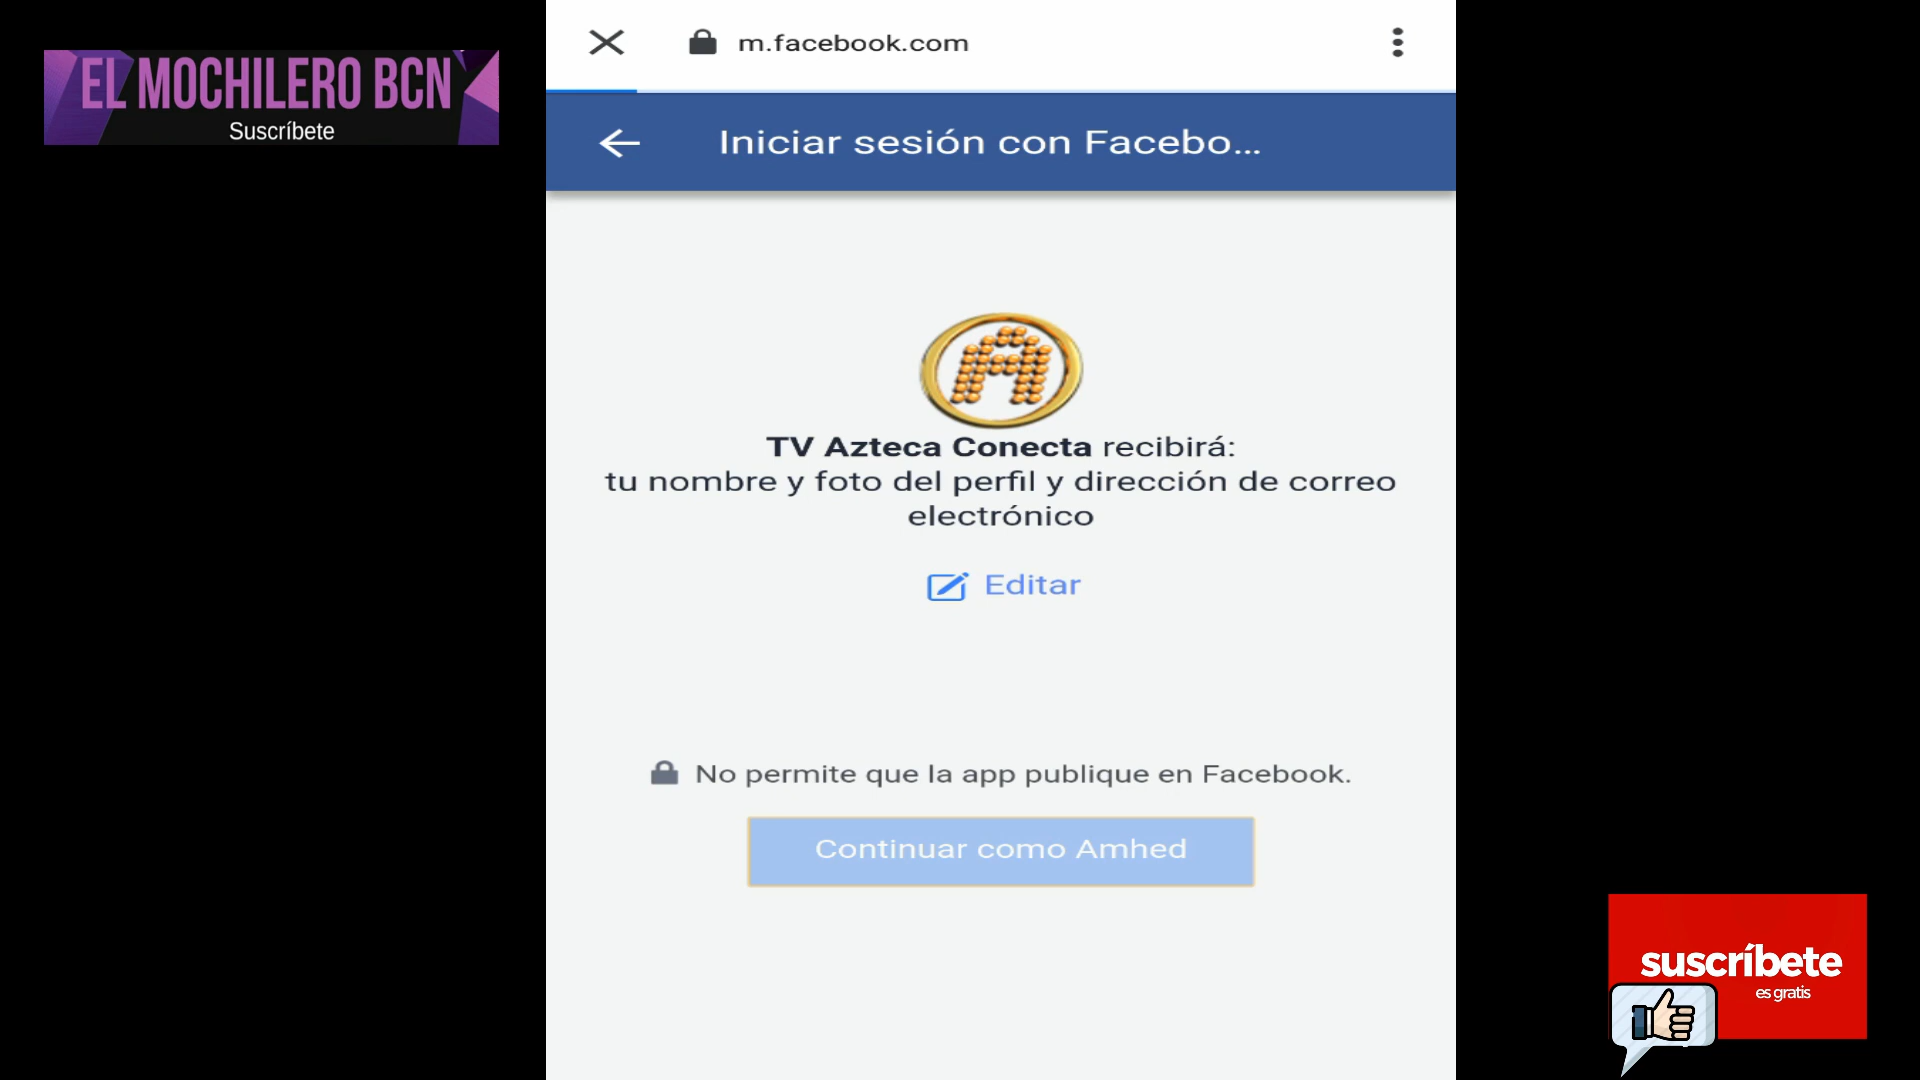 EL MOCHILERO BCN
Suscríbete
m.facebook.com
Iniciar sesión con Facebo...
TV Azteca Conecta recibirá:
tu nombre y foto del perfil y dirección de correo
electrónico
Editar
No permite que la app publique en Facebook.
Continuar como Amhed
suscríbete
es gratis